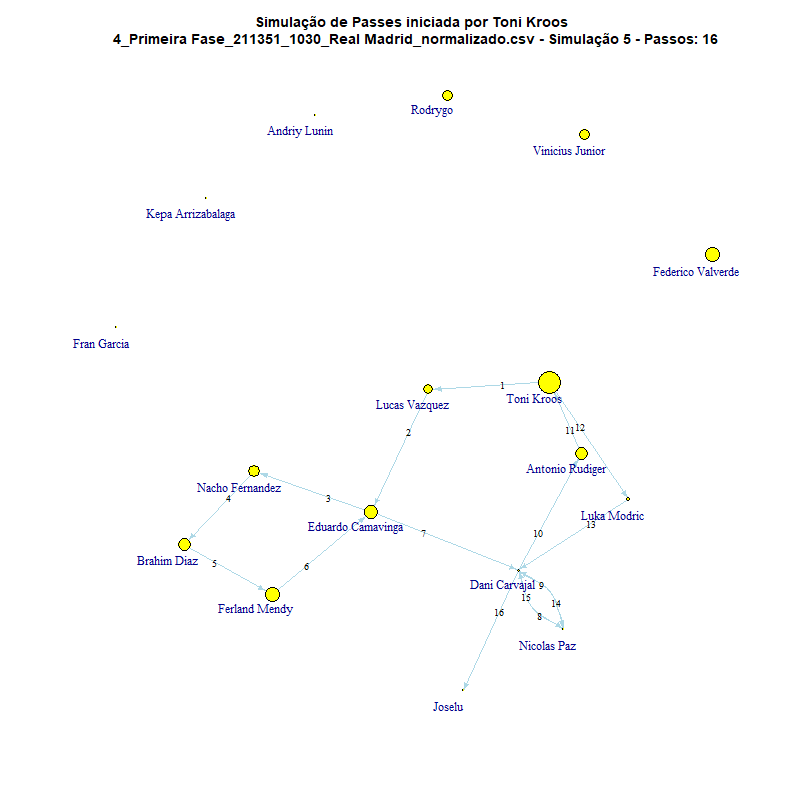 Simulação de Passes iniciada por Toni Kroos
4_Primeira Fase_211351_1030_Real Madrid_normalizado.csv - Simulação 5 - Passos: 16
Rodrygo
Andriy Lunin
Vinicius Junior
Kepa Arrizabalaga
Federico Valverde
Fran Garcia
1
Toni Kroos
Lucas Vazquez
12
11
2
Antonio Rudiger
Nacho Fernandez
3
4
Luka Modric
13
Eduardo Camavinga
10
7
Brahim Diaz
5
6
Dani Carvajal
9
15
14
Ferland Mendy
16
8
Nicolas Paz
Joselu